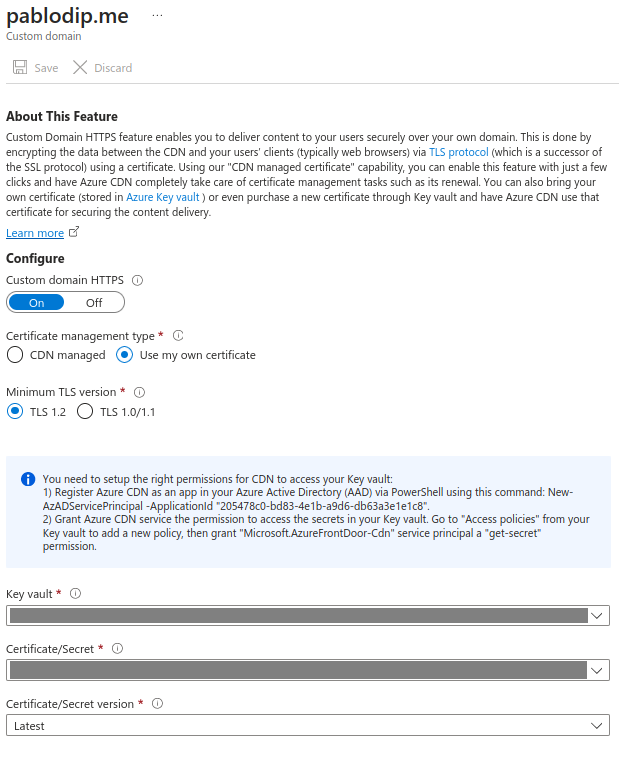 pablodip.me ...
Custom domain
Save Discard
About This Feature
Custom Domain HTTPS feature enables you to deliver content to your users securely over your own domain. This is done by
encrypting the data between the CDN and your users' clients (typically web browsers) via TLS protocol (which is a successor of
the SSL protocol) using a certificate. Using our "CDN managed certificate" capability, you can enable this feature with just a few
clicks and have Azure CDN completely take care of certificate management tasks such as its renewal. You can also bring your
own certificate (stored in Azure Key vault ) or even purchase a new certificate through Key vault and have Azure CDN use that
certificate for securing the content delivery.
Learn more
Configure
Custom domain HTTPS
On Off
Certificate management type *
CDN managed Use my own certificate
Minimum TLS version *
TLS 1.2 TLS 1.0/1.1
You need to setup the right permissions for CDN to access your Key vault:
1) Register Azure CDN as an app in your Azure Active Directory (AAD) via PowerShell using this command: New-
AzADServicePrincipal -ApplicationId "205478c0-bd83-4e1b-a9d6-db63a3e1e1c8".
2) Grant Azure CDN service the permission to access the secrets in your Key vault. Go to "Access policies" from your
Key vault to add a new policy, then grant "Microsoft.AzureFrontDoor-Cdn" service principal a "get-secret"
permission.
Key vault *
Certificate/Secret *
Certificate/Secret version *
Latest